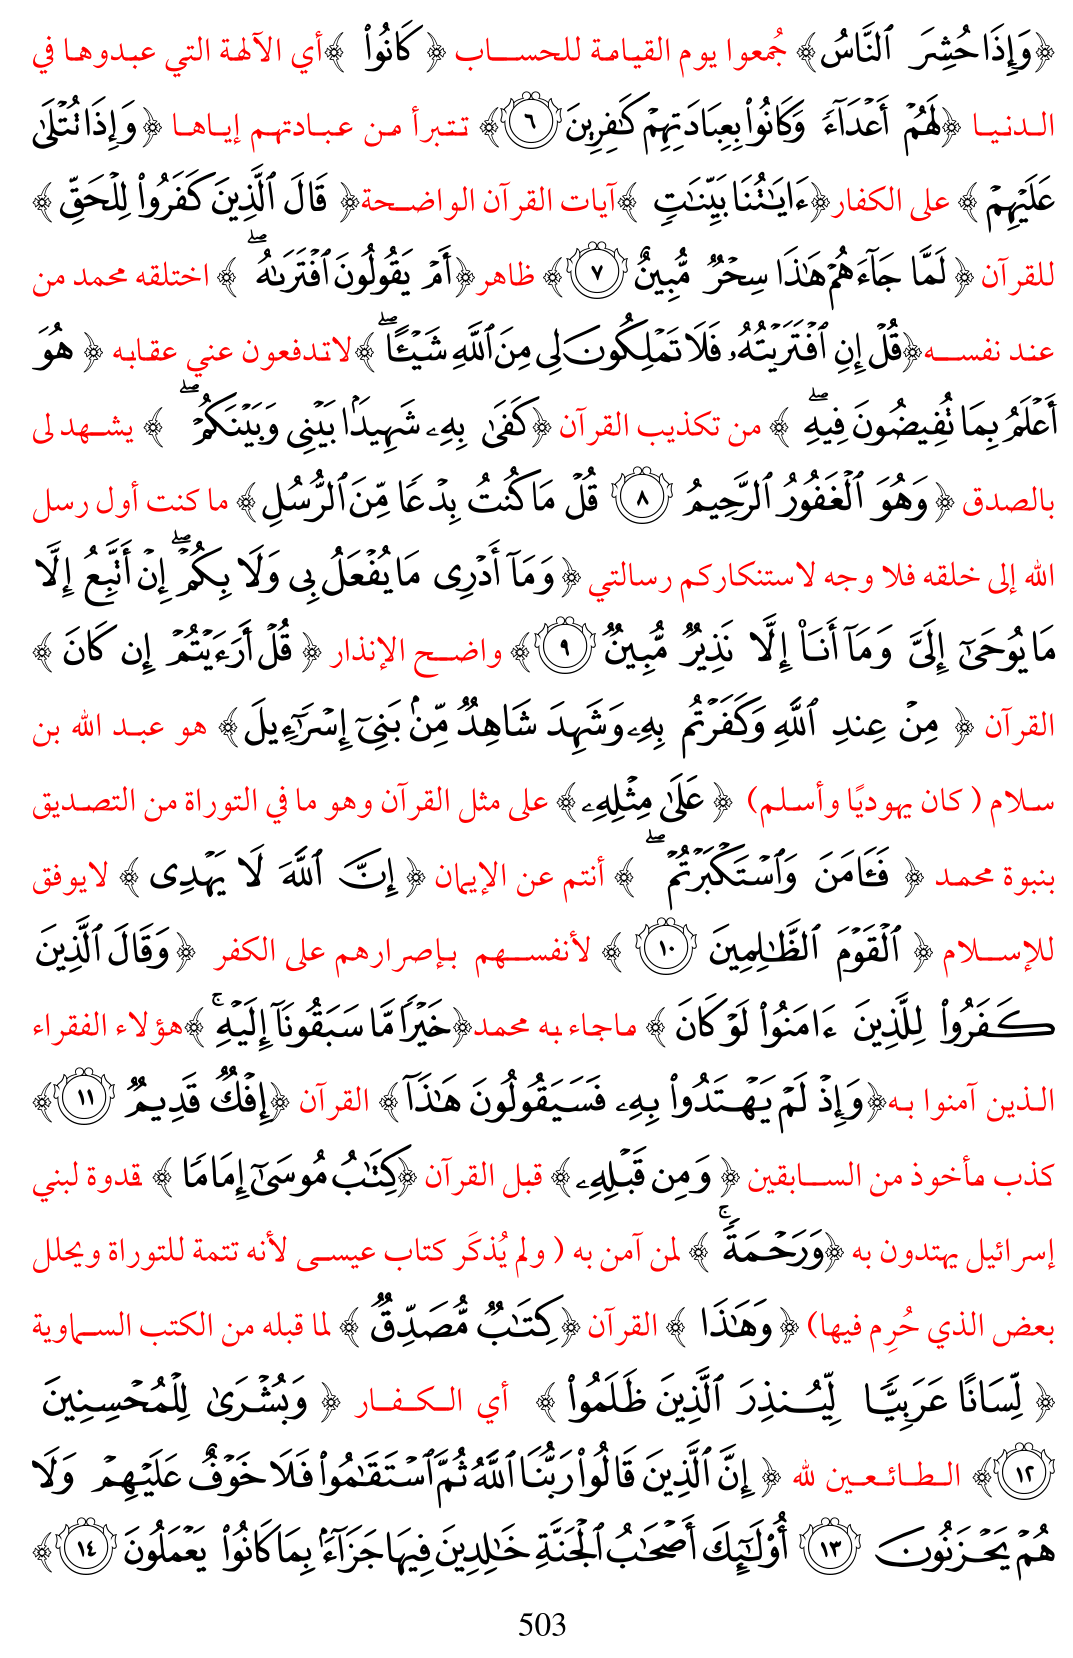 ﴿وَإِذَا حُشِرَ ٱلنَّاسُ﴾ جُمعوا يوم القيامة للحساب ﴿كَانُوا۟ ﴾أي الآلهة التي عبدوها في
الدنيا ﴿لَهُمْ أَعْدَآءً وَكَانُوا۟ بِعِبَادَتِهِمْ كَـٰفِرِينَ ٦﴾ تتبرأ من عبادتهم إياها ﴿وَإِذَا تُتْلَىٰ
عَلَيْهِمْ ﴾ على الكفار﴿ءَايَـٰتُنَا بَيِّنَـٰتٍ ﴾آيات القرآن الواضحة﴿ قَالَ ٱلَّذِينَ كَفَرُوا۟ لِلْحَقِّ ﴾
للقرآن ﴿ لَمَّا جَآءَهُمْ هَـٰذَا سِحْرٌ مُّبِينٌ ٧﴾ ظاهر﴿أَمْ يَقُولُونَ ٱفْتَرَىٰهُ ۖ ﴾ اختلقه محمد من
عند نفسه﴿قُلْ إِنِ ٱفْتَرَيْتُهُۥ فَلَا تَمْلِكُونَ لِى مِنَ ٱللَّهِ شَيْـًٔا ۖ﴾لاتدفعون عني عقابه ﴿ هُوَ
أَعْلَمُ بِمَا تُفِيضُونَ فِيهِ ۖ ﴾ من تكذيب القرآن ﴿كَفَىٰ بِهِۦ شَهِيدًۢا بَيْنِى وَبَيْنَكُمْ ۖ ﴾ يشهد لى
بالصدق ﴿وَهُوَ ٱلْغَفُورُ ٱلرَّحِيمُ ٨ قُلْ مَا كُنتُ بِدْعًا مِّنَ ٱلرُّسُلِ﴾ ما كنت أول رسل
الله إلى خلقه فلا وجه لاستنكاركم رسالتي ﴿وَمَآ أَدْرِى مَا يُفْعَلُ بِى وَلَا بِكُمْ ۖ إِنْ أَتَّبِعُ إِلَّا
مَا يُوحَىٰٓ إِلَىَّ وَمَآ أَنَا۠ إِلَّا نَذِيرٌ مُّبِينٌ ٩﴾ واضح الإنذار ﴿ قُلْ أَرَءَيْتُمْ إِن كَانَ ﴾
القرآن ﴿ مِنْ عِندِ ٱللَّهِ وَكَفَرْتُم بِهِۦ وَشَهِدَ شَاهِدٌ مِّنۢ بَنِىٓ إِسْرَٰٓءِيلَ﴾ هو عبد الله بن
سلام (كان يهوديًا وأسلم) ﴿ عَلَىٰ مِثْلِهِۦ﴾ على مثل القرآن وهو ما في التوراة من التصديق
بنبوة محمد ﴿ فَـَٔامَنَ وَٱسْتَكْبَرْتُمْ ۖ ﴾ أنتم عن الإيمان ﴿إِنَّ ٱللَّهَ لَا يَهْدِى ﴾ لايوفق
للإسلام ﴿ ٱلْقَوْمَ ٱلظَّـٰلِمِينَ ١٠ ﴾ لأنفسهم بإصرارهم على الكفر ﴿وَقَالَ ٱلَّذِينَ
كَفَرُوا۟ لِلَّذِينَ ءَامَنُوا۟ لَوْ كَانَ ﴾ ماجاء به محمد﴿خَيْرًا مَّا سَبَقُونَآ إِلَيْهِ ۚ ﴾هؤلاء الفقراء
الذين آمنوا به﴿وَإِذْ لَمْ يَهْتَدُوا۟ بِهِۦ فَسَيَقُولُونَ هَـٰذَآ﴾ القرآن ﴿إِفْكٌ قَدِيمٌ ١١﴾
كذب مأخوذ من السابقين ﴿ وَمِن قَبْلِهِۦ﴾ قبل القرآن ﴿كِتَـٰبُ مُوسَىٰٓ إِمَامًا ﴾ قدوة لبني
إسرائيل يهتدون به ﴿وَرَحْمَةً ۚ ﴾ لمن آمن به ( ولم يُذكَر كتاب عيسى لأنه تتمة للتوراة ويحلل
بعض الذي حُرِم فيها) ﴿ وَهَـٰذَا ﴾ القرآن ﴿كِتَـٰبٌ مُّصَدِّقٌ ﴾ لما قبله من الكتب السماوية
﴿ لِّسَانًا عَرَبِيًّا لِّيُنذِرَ ٱلَّذِينَ ظَلَمُوا۟ ﴾ أي الكفار ﴿ وَبُشْرَىٰ لِلْمُحْسِنِينَ
١٢﴾ الطائعين لله ﴿ إِنَّ ٱلَّذِينَ قَالُوا۟ رَبُّنَا ٱللَّهُ ثُمَّ ٱسْتَقَـٰمُوا۟ فَلَا خَوْفٌ عَلَيْهِمْ وَلَا
هُمْ يَحْزَنُونَ ١٣ أُو۟لَـٰٓئِكَ أَصْحَـٰبُ ٱلْجَنَّةِ خَـٰلِدِينَ فِيهَا جَزَآءًۢ بِمَا كَانُوا۟ يَعْمَلُونَ ١٤﴾
503